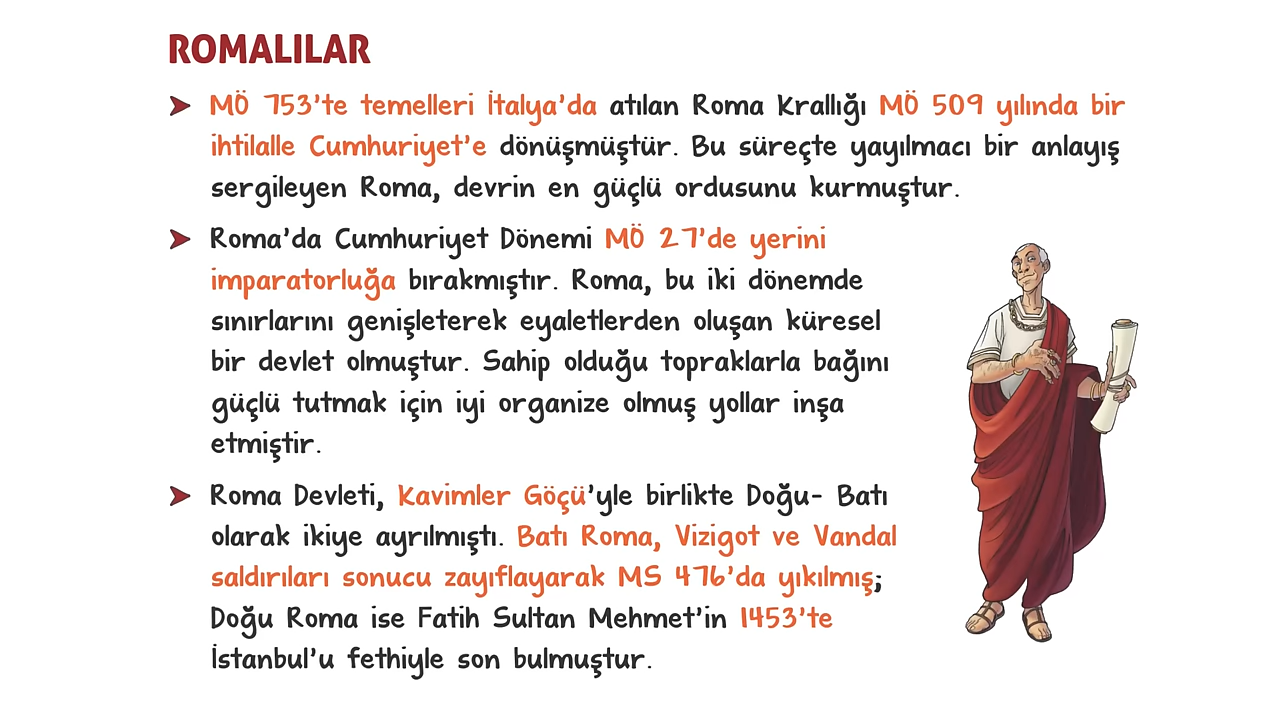 ROMALILAR
➤ MÖ 753'te temelleri İtalya'da atılan Roma Krallığı MÖ 509 yılında bir
ihtilalle Cumhuriyet'e dönüşmüştür. Bu süreçte yayılmacı bir anlayış
sergileyen Roma, devrin en güçlü ordusunu kurmuştur.
➤ Roma'da Cumhuriyet Dönemi MÖ 27'de yerini
imparatorluğa bırakmıştır. Roma, bu iki dönemde
sınırlarını genişleterek eyaletlerden oluşan küresel
bir devlet olmuştur. Sahip olduğu topraklarla bağını
güçlü tutmak için iyi organize olmuş yollar inşa
etmiştir.
➤ Roma Devleti, Kavimler Göçü'yle birlikte Doğu- Batı
olarak ikiye ayrılmıştı. Batı Roma, Vizigot ve Vandal
saldırıları sonucu zayıflayarak MS 476'da yıkılmış;
Doğu Roma ise Fatih Sultan Mehmet'in 1453'te
İstanbul'u fethiyle son bulmuştur.